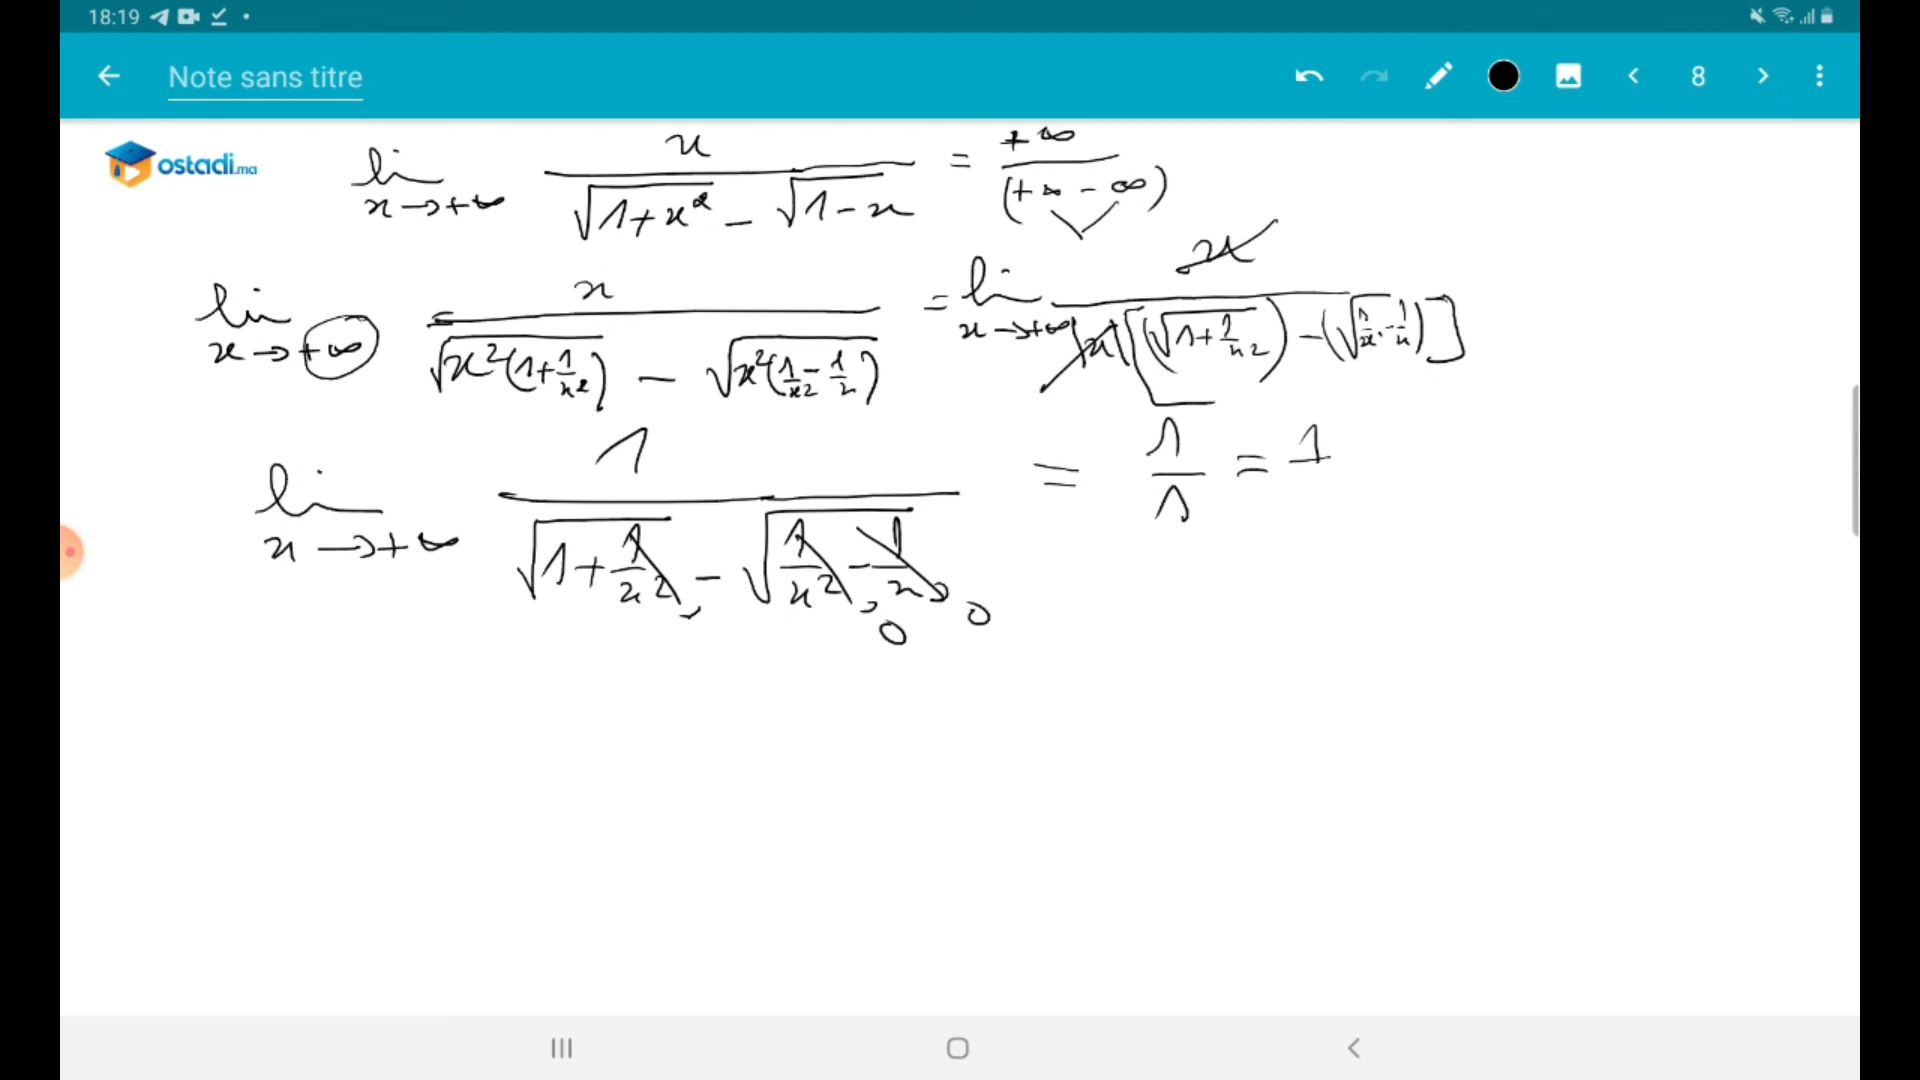 18:19
Note sans titre
8
ostadi.ma
lim x→+∞ x / (√(1+x²) - √(1-x)) = +∞ / (+∞ - ∞)
lim x→+∞ x / (√(x²(1+1/x²)) - √(x²(1/x² - 1/x))) = lim x→+∞ x / (|x|[(√(1+1/x²)) - (√(1/x² - 1/x))])
lim x→+∞ 1 / (√(1+1/x²) - √(1/x² - 1/x)) = 1/1 = 1
0 0